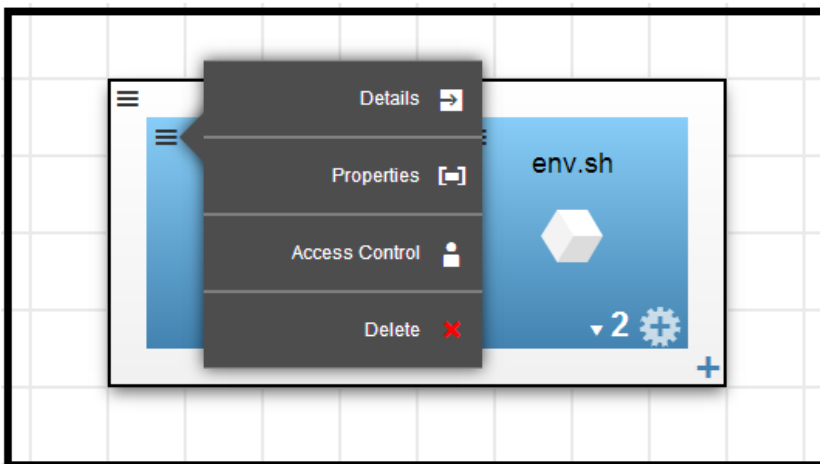 Details
Properties
env.sh
Access Control
Delete
2